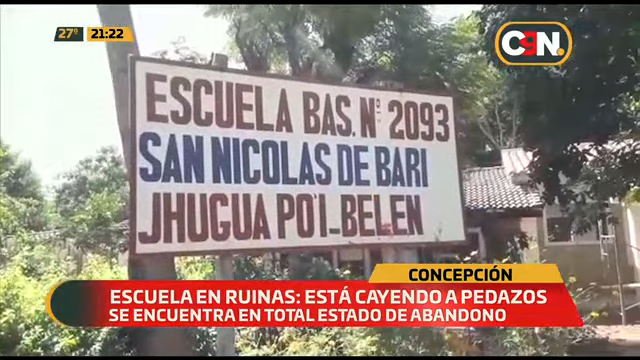 27° 21:22
C9N
ESCUELA BAS. Nº 2093
SAN NICOLAS DE BARI
JHUGUA PO'I-BELEN
CONCEPCIÓN
ESCUELA EN RUINAS: ESTÁ CAYENDO A PEDAZOS
SE ENCUENTRA EN TOTAL ESTADO DE ABANDONO